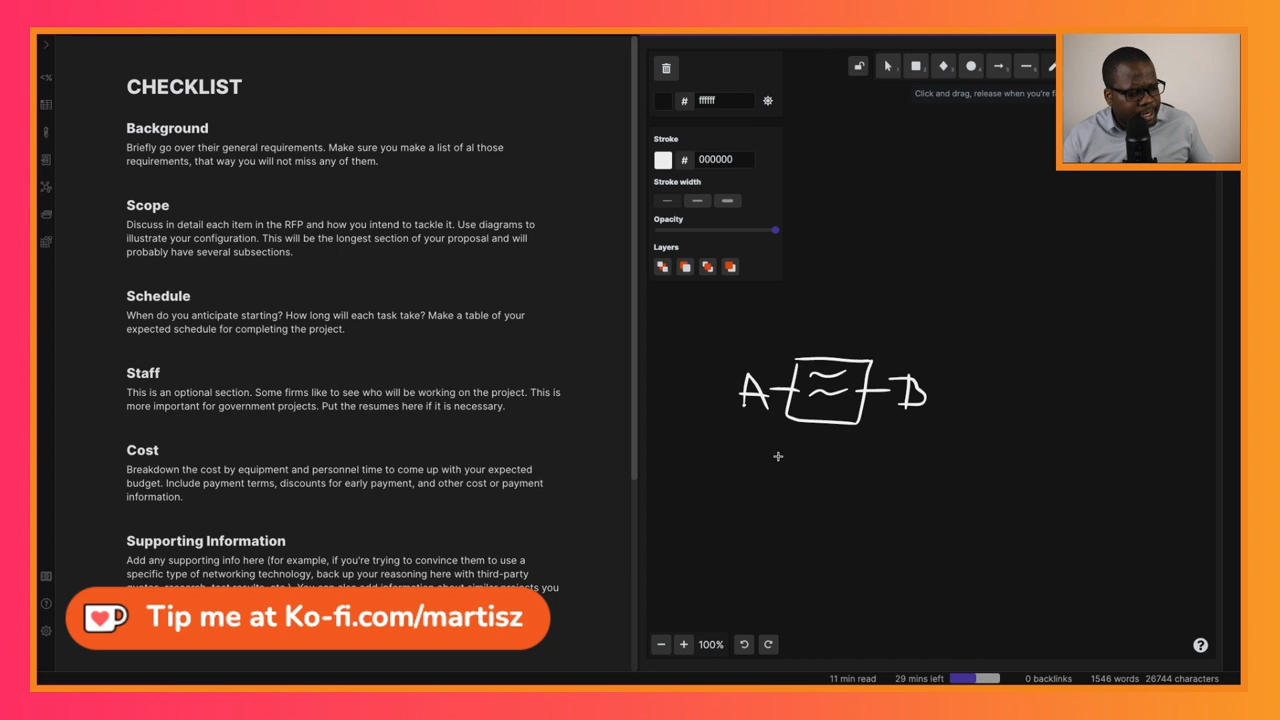 CHECKLIST
Background
Briefly go over their general requirements. Make sure you make a list of al those
requirements, that way you will not miss any of them.
Scope
Discuss in detail each item in the RFP and how you intend to tackle it. Use diagrams to
illustrate your configuration. This will be the longest section of your proposal and will
probably have several subsections.
Schedule
When do you anticipate starting? How long will each task take? Make a table of your
expected schedule for completing the project.
Staff
This is an optional section. Some firms like to see who will be working on the project. This is
more important for government projects. Put the resumes here if it is necessary.
Cost
Breakdown the cost by equipment and personnel time to come up with your expected
budget. Include payment terms, discounts for early payment, and other cost or payment
information.
Supporting Information
Add any supporting info here (for example, if you're trying to convince them to use a
specific type of networking technology, back up your reasoning here with third-party
Tip me at Ko-fi.com/martisz
# ffffff
Click and drag, release when you're fi
Stroke
# 000000
Stroke width
Opacity
Layers
A
B
100%
11 min read 29 mins left 0 backlinks 1546 words 26744 characters